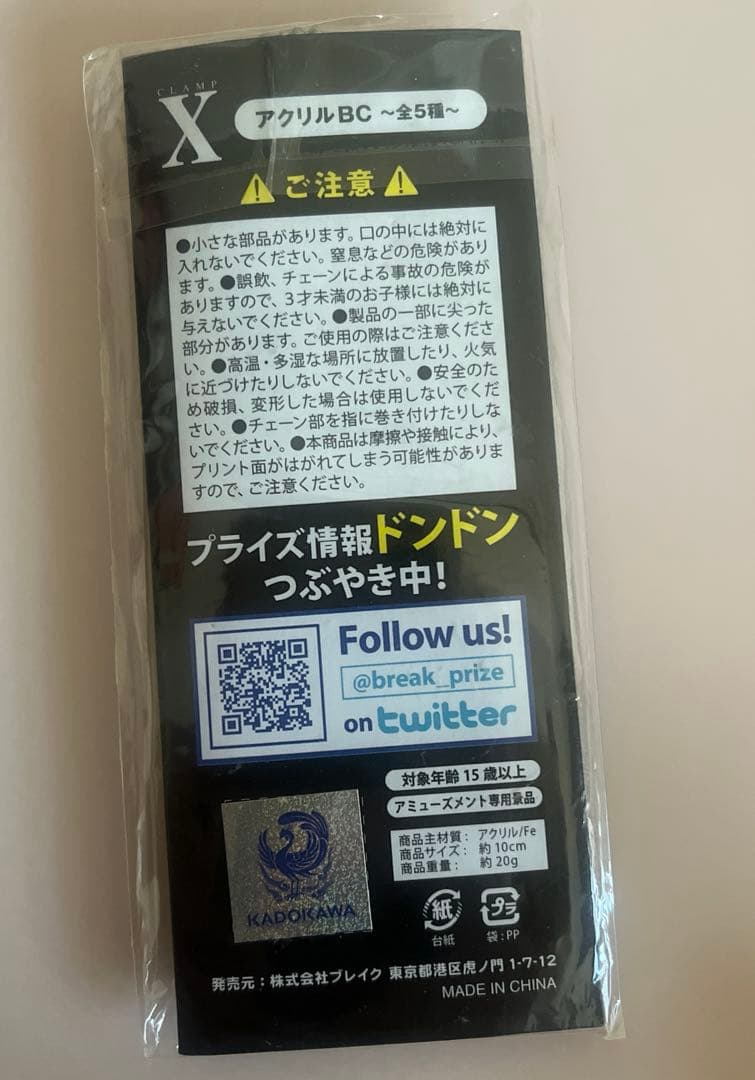 CLAMP
X
アクリルBC ～全5種～
ご注意
●小さな部品があります。口の中には絶対に
入れないでください。窒息などの危険があり
ます。●誤飲、チェーンによる事故の危険が
ありますので、3才未満のお子様には絶対に
与えないでください。●製品の一部に尖った
部分があります。ご使用の際はご注意くださ
い。●高温・多湿な場所に放置したり、火気
に近づけたりしないでください。●安全のた
め破損、変形した場合は使用しないでくだ
さい。●チェーン部を指に巻き付けたりしな
いでください。●本商品は摩擦や接触により、
プリント面がはがれてしまう可能性がありま
すので、ご注意ください。
プライズ情報ドンドン
つぶやき中!
Follow us!
@break_prize
on twitter
対象年齢15歳以上
アミューズメント専用景品
商品主材質： アクリル/Fe
商品サイズ： 約10cm
商品重量： 約20g
KADOKAWA
紙
台紙
プラ
袋：PP
発売元：株式会社ブレイク 東京都港区虎ノ門1-7-12
MADE IN CHINA